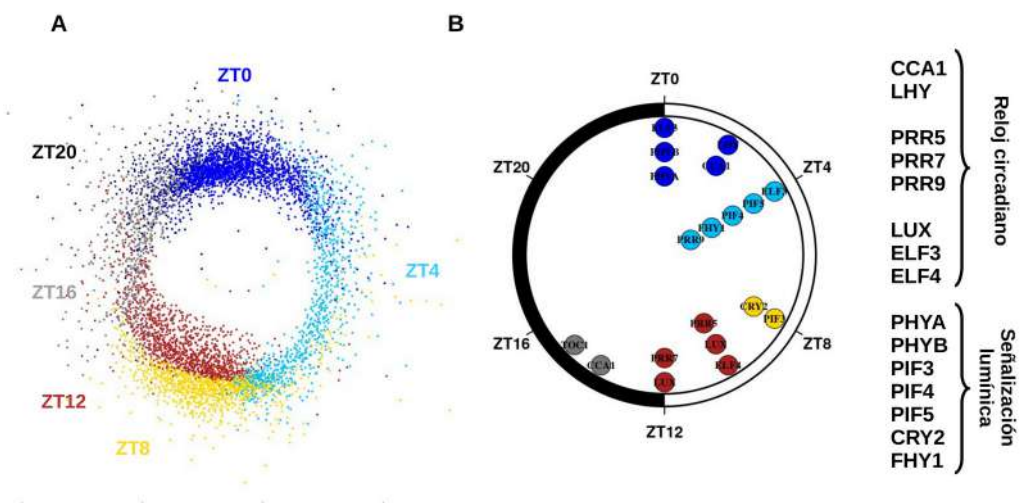 A
B
ZT0
ZT20
ZT4
ZT16
ZT12
ZT8
ZT0
ZT4
ZT8
ZT12
ZT16
ZT20
ELF3
PIF5
PIF4
FHY1
PRR9
CRY2
PIF3
PRR5
LUX
ELF4
PRR7
LUX
TOC1
CCA1
PHYA
CCA1
LHY
PRR5
PRR7
PRR9
LUX
ELF3
ELF4
Reloj circadiano
PHYA
PHYB
PIF3
PIF4
PIF5
CRY2
FHY1
Señalización
lumínica